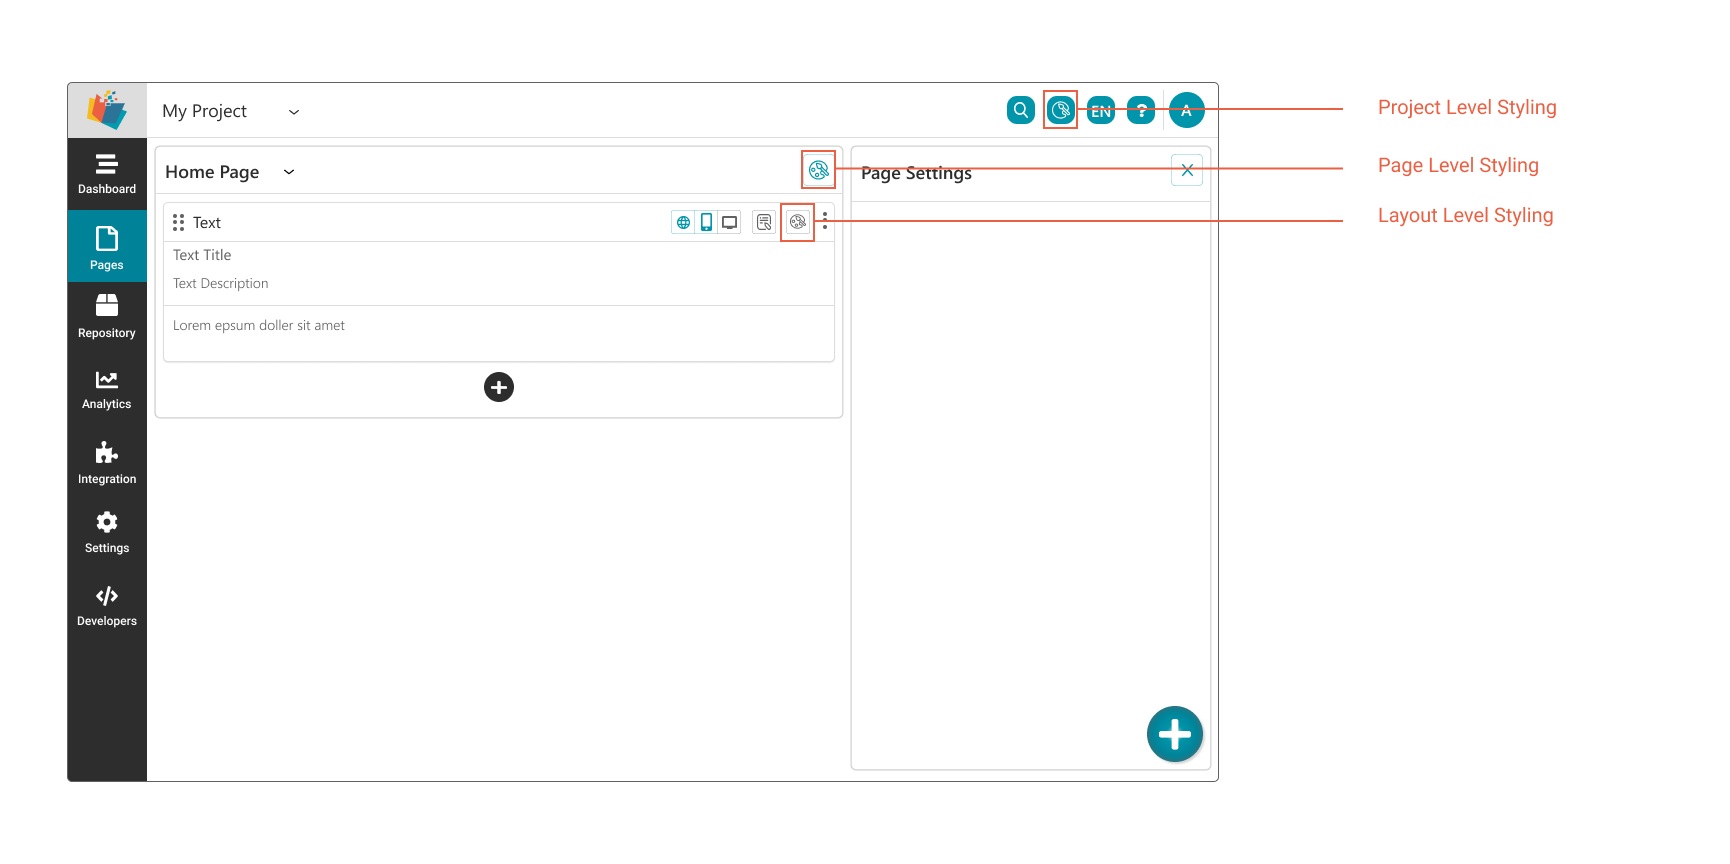 My Project
EN
?
A
Project Level Styling
Dashboard
Home Page
Page Settings
Page Level Styling
Text
Layout Level Styling
Pages
Text Title
Text Description
Repository
Lorem epsum doller sit amet
Analytics
Integration
Settings
Developers